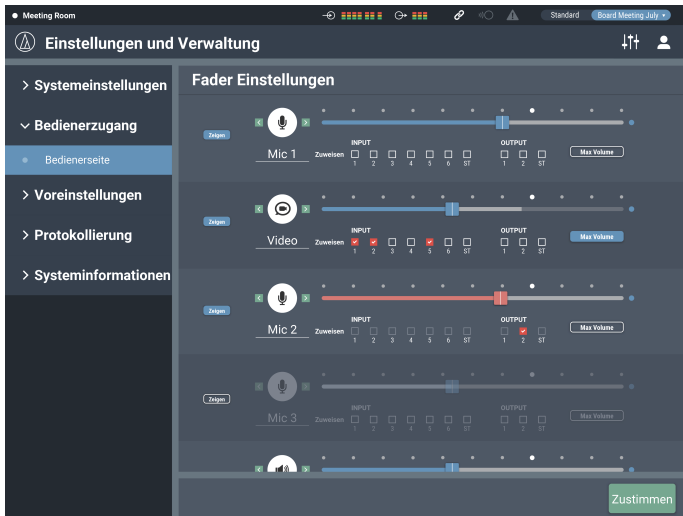 Meeting Room
Standard
Board Meeting July
Einstellungen und Verwaltung
Systemeinstellungen
Bedienerzugang
Bedienerseite
Voreinstellungen
Protokollierung
Systeminformationen
Fader Einstellungen
Zeigen
Mic 1
Zuweisen
INPUT
1 2 3 4 5 6 ST
OUTPUT
1 2 ST
Max Volume
Zeigen
Video
Zuweisen
INPUT
1 2 3 4 5 6 ST
OUTPUT
1 2 ST
Max Volume
Zeigen
Mic 2
Zuweisen
INPUT
1 2 3 4 5 6 ST
OUTPUT
1 2 ST
Max Volume
Zeigen
Mic 3
Zuweisen
INPUT
1 2 3 4 5 6 ST
OUTPUT
1 2 ST
Max Volume
Zustimmen